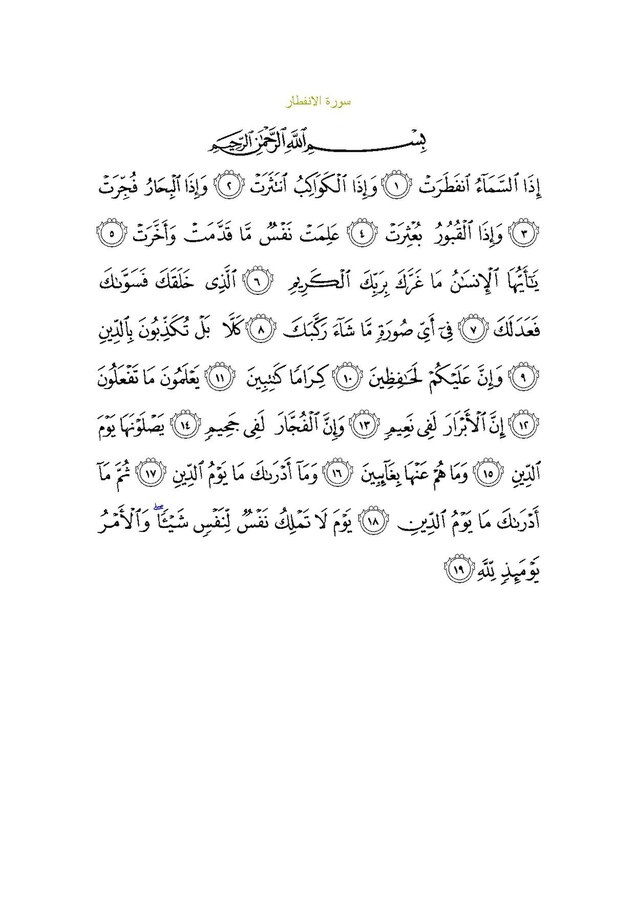 سورة الانفطار
بِسْمِ ٱللَّهِ ٱلرَّحْمَٰنِ ٱلرَّحِيمِ
إِذَا ٱلسَّمَآءُ ٱنفَطَرَتْ ١ وَإِذَا ٱلْكَوَاكِبُ ٱنتَثَرَتْ ٢ وَإِذَا ٱلْبِحَارُ فُجِّرَتْ
٣ وَإِذَا ٱلْقُبُورُ بُعْثِرَتْ ٤ عَلِمَتْ نَفْسٌ مَّا قَدَّمَتْ وَأَخَّرَتْ ٥
يَٰٓأَيُّهَا ٱلْإِنسَٰنُ مَا غَرَّكَ بِرَبِّكَ ٱلْكَرِيمِ ٦ ٱلَّذِى خَلَقَكَ فَسَوَّىٰكَ
فَعَدَلَكَ ٧ فِىٓ أَىِّ صُورَةٍ مَّا شَآءَ رَكَّبَكَ ٨ كَلَّا بَلْ تُكَذِّبُونَ بِٱلدِّينِ
٩ وَإِنَّ عَلَيْكُمْ لَحَٰفِظِينَ ١٠ كِرَامًا كَٰتِبِينَ ١١ يَعْلَمُونَ مَا تَفْعَلُونَ
١٢ إِنَّ ٱلْأَبْرَارَ لَفِى نَعِيمٍ ١٣ وَإِنَّ ٱلْفُجَّارَ لَفِى جَحِيمٍ ١٤ يَصْلَوْنَهَا يَوْمَ
ٱلدِّينِ ١٥ وَمَا هُمْ عَنْهَا بِغَآئِبِينَ ١٦ وَمَآ أَدْرَىٰكَ مَا يَوْمُ ٱلدِّينِ ١٧ ثُمَّ مَآ
أَدْرَىٰكَ مَا يَوْمُ ٱلدِّينِ ١٨ يَوْمَ لَا تَمْلِكُ نَفْسٌ لِّنَفْسٍ شَيْـًٔا ۖ وَٱلْأَمْرُ
يَوْمَئِذٍ لِّلَّهِ ١٩